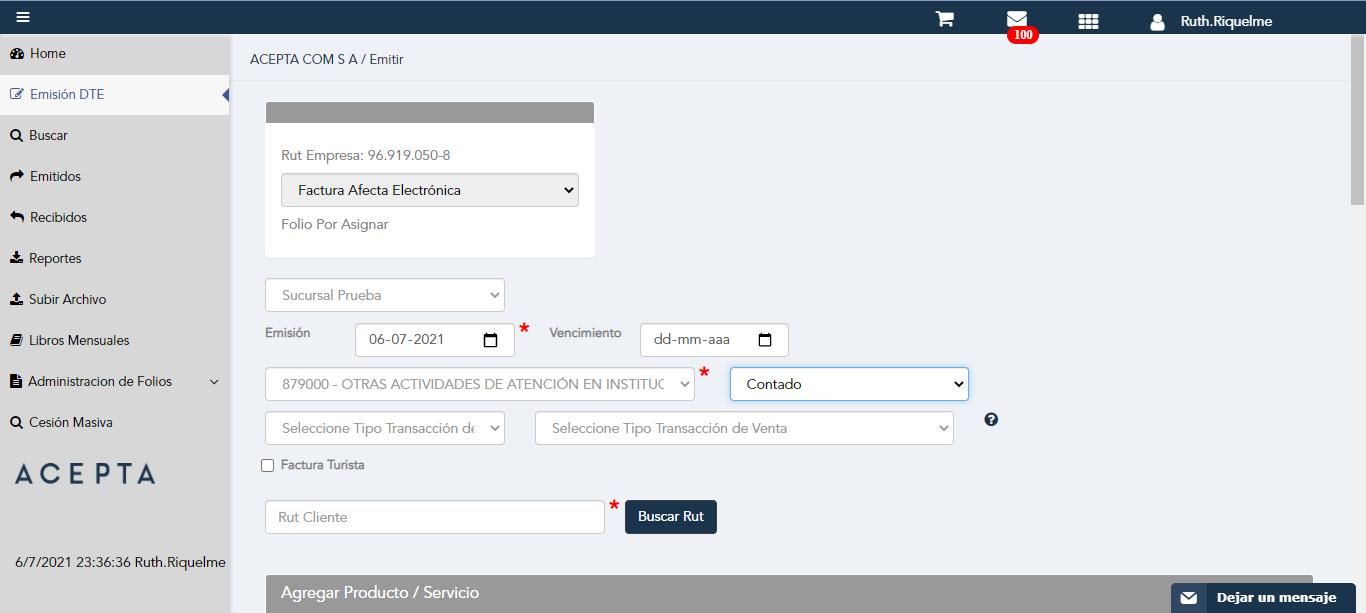 100
Ruth.Riquelme
Home
Emisión DTE
Buscar
Emitidos
Recibidos
Reportes
Subir Archivo
Libros Mensuales
Administracion de Folios
Cesión Masiva
ACEPTA
6/7/2021 23:36:36 Ruth.Riquelme
ACEPTA COM S A / Emitir
Rut Empresa: 96.919.050-8
Factura Afecta Electrónica
Folio Por Asignar
Sucursal Prueba
Emisión 06-07-2021 * Vencimiento dd-mm-aaa
879000 - OTRAS ACTIVIDADES DE ATENCIÓN EN INSTITUC * Contado
Seleccione Tipo Transacción de Seleccione Tipo Transacción de Venta ?
Factura Turista
Rut Cliente * Buscar Rut
Agregar Producto / Servicio
Dejar un mensaje